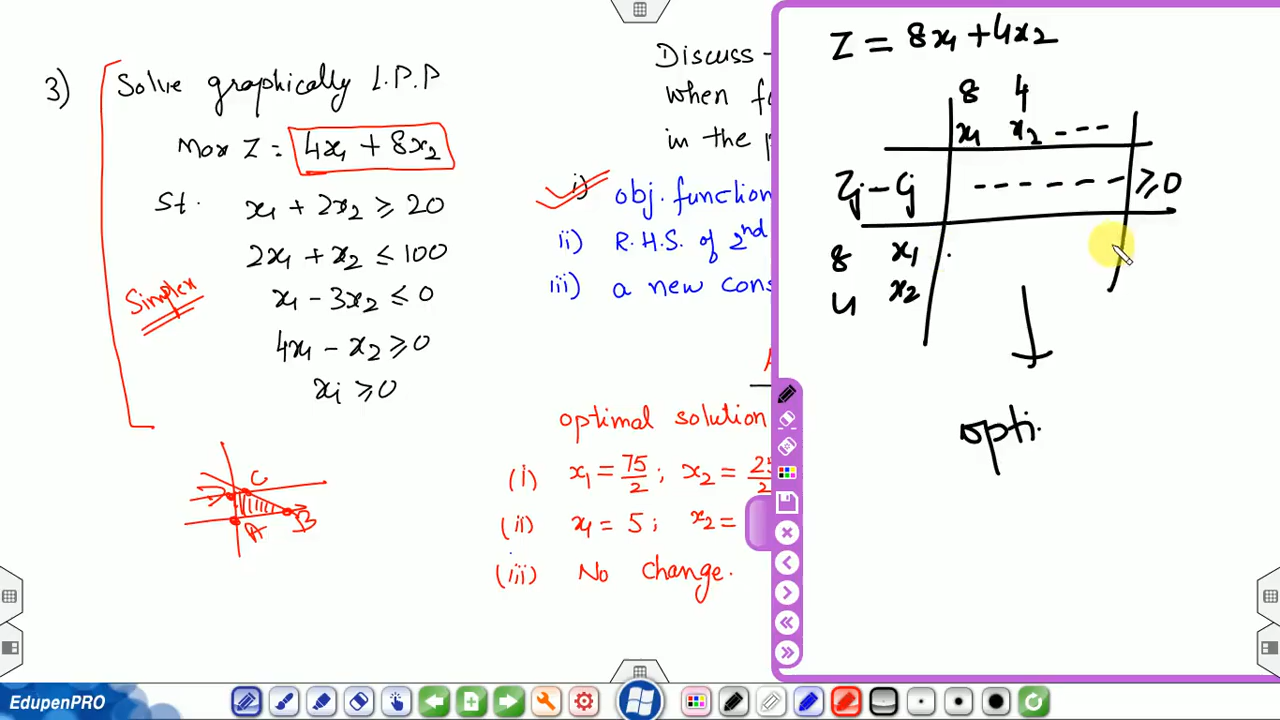 3) Solve graphically L.P.P
Max Z = 4x₁ + 8x₂
St. x₁ + 2x₂ ≥ 20
2x₁ + x₂ ≤ 100
x₁ - 3x₂ ≤ 0
4x₁ - x₂ ≥ 0
xi ≥ 0
Simplex
D C
A B
Discuss
when
in the
i) obj. function
ii) R.H.S. of 2nd
iii) a new
optimal solution
(i) x₁ = 75/2 ; x₂ =
(ii) x₁ = 5 ; x₂ =
(iii) No change.
Z = 8x₁ + 4x₂
8 4
x₁ x₂ ----
Zj - Cj ------ ≥ 0
8 x₁
4 x₂
opti.
EdupenPRO